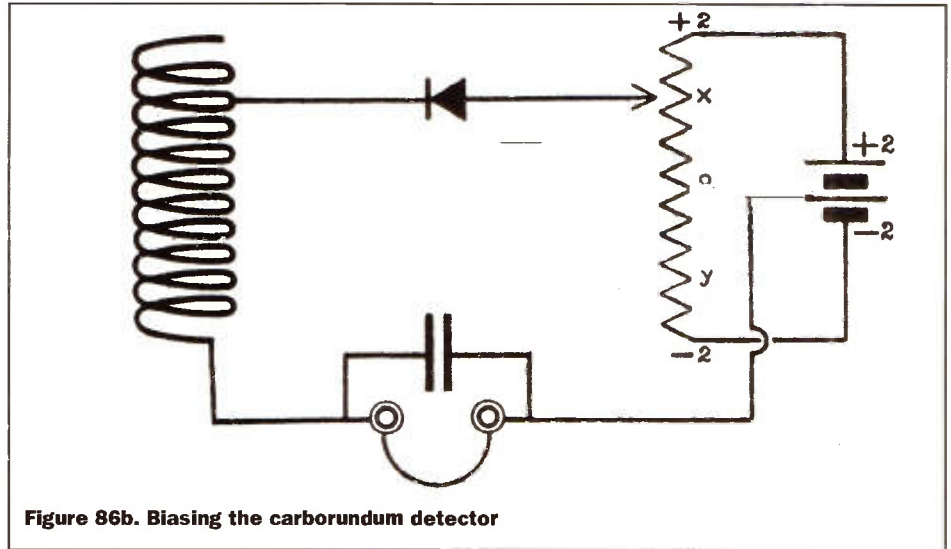 +2
x
+2
o
-2
y
-2
Figure 86b. Biasing the carborundum detector